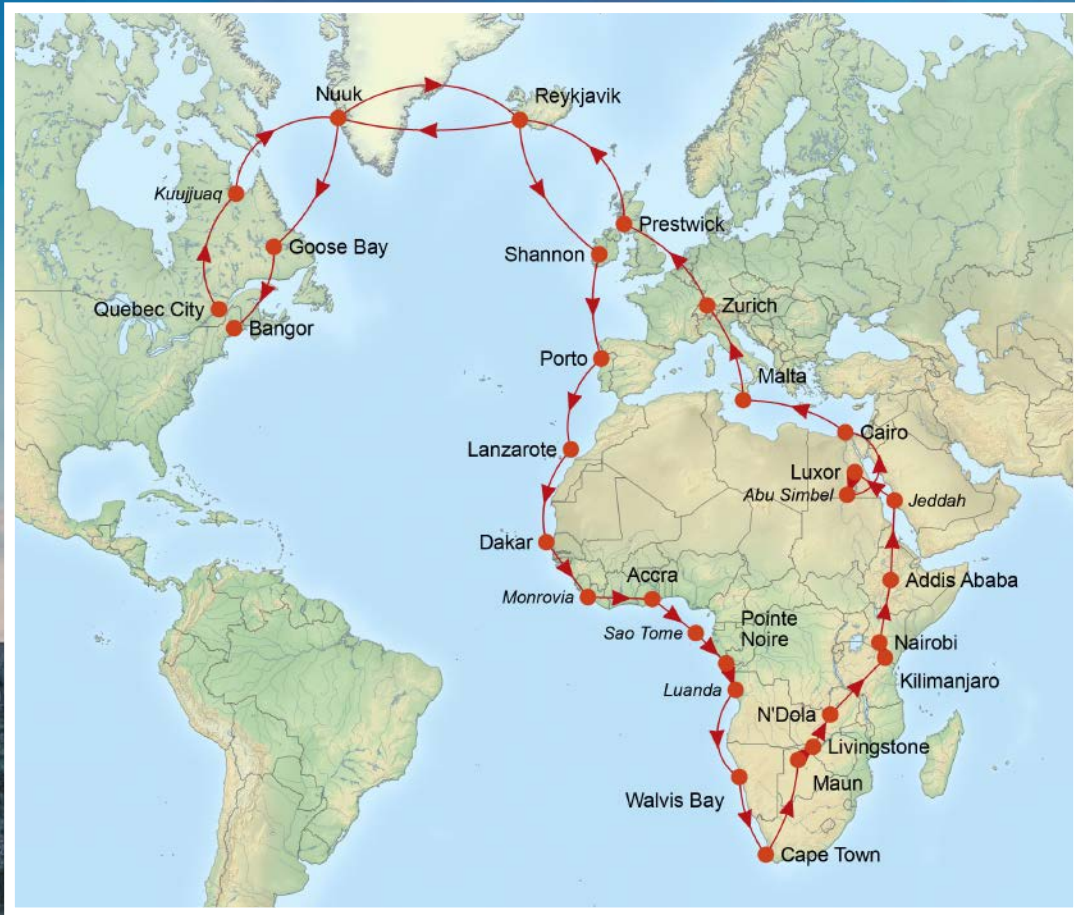 Nuuk
Reykjavik
Kuujjuaq
Prestwick
Goose Bay
Shannon
Quebec City
Zurich
Bangor
Porto
Malta
Cairo
Lanzarote
Luxor
Abu Simbel
Jeddah
Dakar
Accra
Addis Ababa
Monrovia
Pointe
Noire
Sao Tome
Nairobi
Kilimanjaro
Luanda
N'Dola
Livingstone
Maun
Walvis Bay
Cape Town